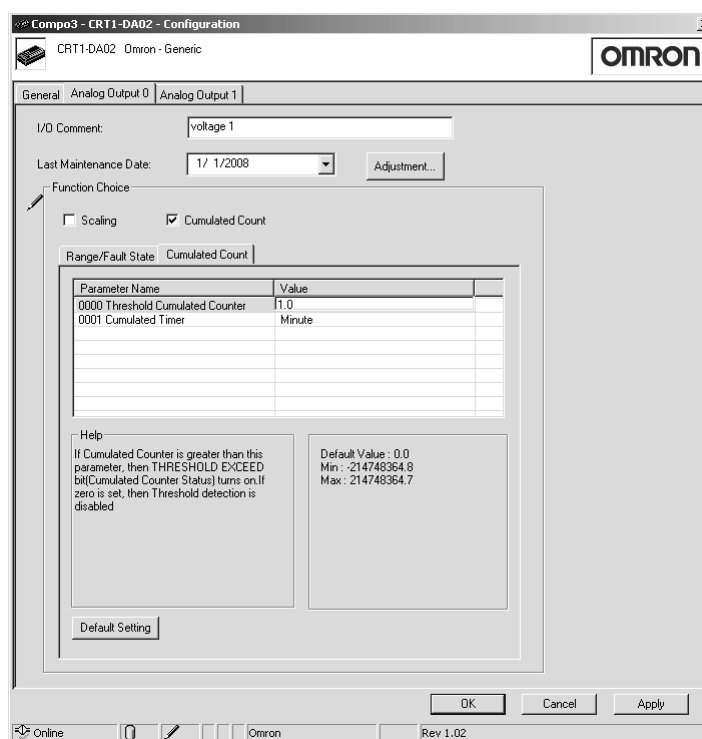 Compo3 - CRT1-DA02 - Configuration
CRT1-DA02 Omron - Generic
OMRON
General Analog Output 0 Analog Output 1
I/O Comment: voltage 1
Last Maintenance Date: 1/ 1/2008 Adjustment...
Function Choice
Scaling Cumulated Count
Range/Fault State Cumulated Count
Parameter Name Value
0000 Threshold Cumulated Counter 1.0
0001 Cumulated Timer Minute
Help
If Cumulated Counter is greater than this
parameter, then THRESHOLD EXCEED
bit(Cumulated Counter Status) turns on.If
zero is set, then Threshold detection is
disabled
Default Value : 0.0
Min : -214748364.8
Max : 214748364.7
Default Setting
OK Cancel Apply
Online Omron Rev 1.02